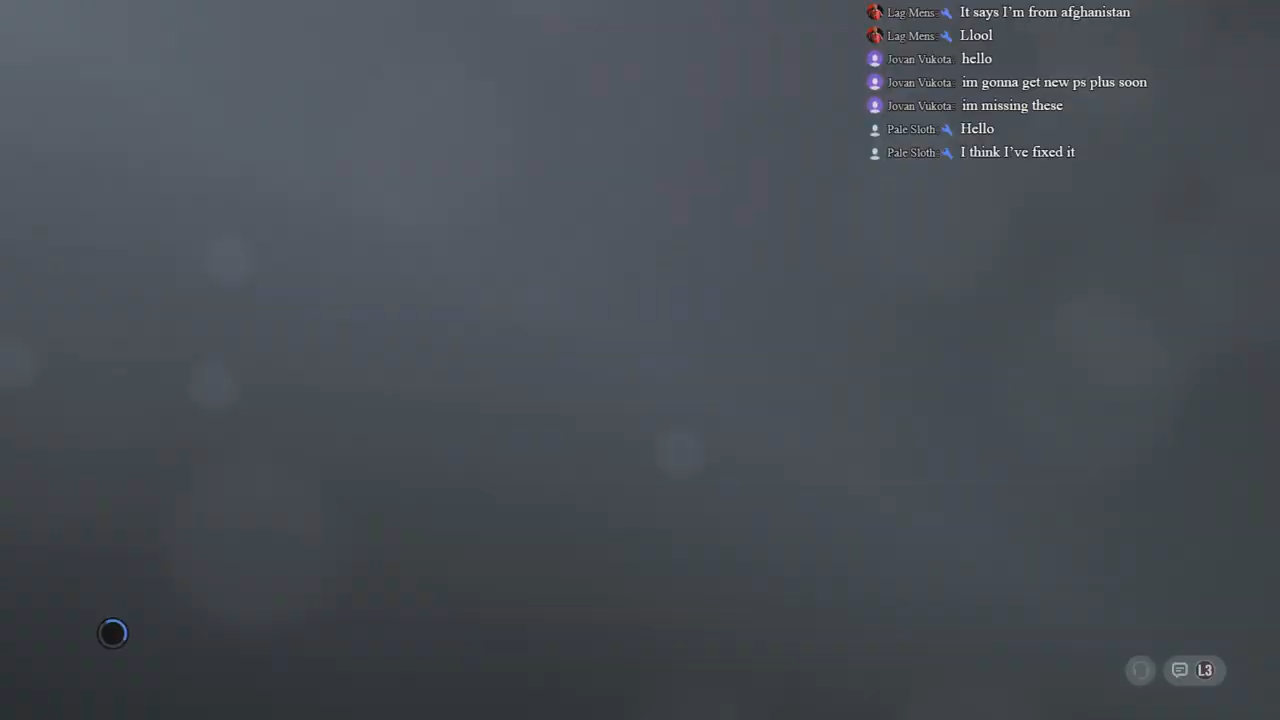 Lag Mens It says I'm from afghanistan
Lag Mens Llool
Jovan Vukota hello
Jovan Vukota im gonna get new ps plus soon
Jovan Vukota im missing these
Pale Sloth Hello
Pale Sloth I think I've fixed it
L3